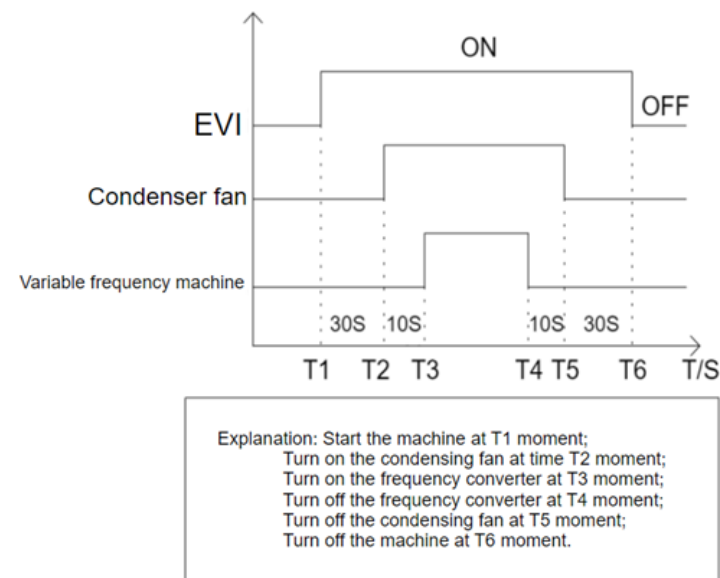 ON
OFF
EVI
Condenser fan
Variable frequency machine
30S 10S 10S 30S
T1 T2 T3 T4 T5 T6 T/S
Explanation: Start the machine at T1 moment;
Turn on the condensing fan at time T2 moment;
Turn on the frequency converter at T3 moment;
Turn off the frequency converter at T4 moment;
Turn off the condensing fan at T5 moment;
Turn off the machine at T6 moment.